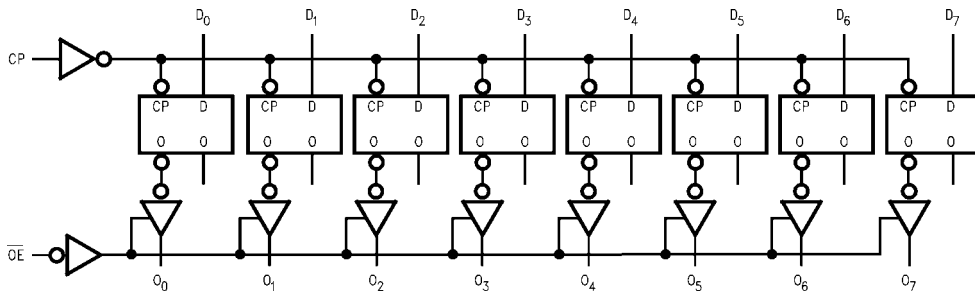 D0 D1 D2 D3 D4 D5 D6 D7
CP
CP D CP D CP D CP D CP D CP D CP D CP D
O O O O O O O O O O O O O O O O
OE
O0 O1 O2 O3 O4 O5 O6 O7